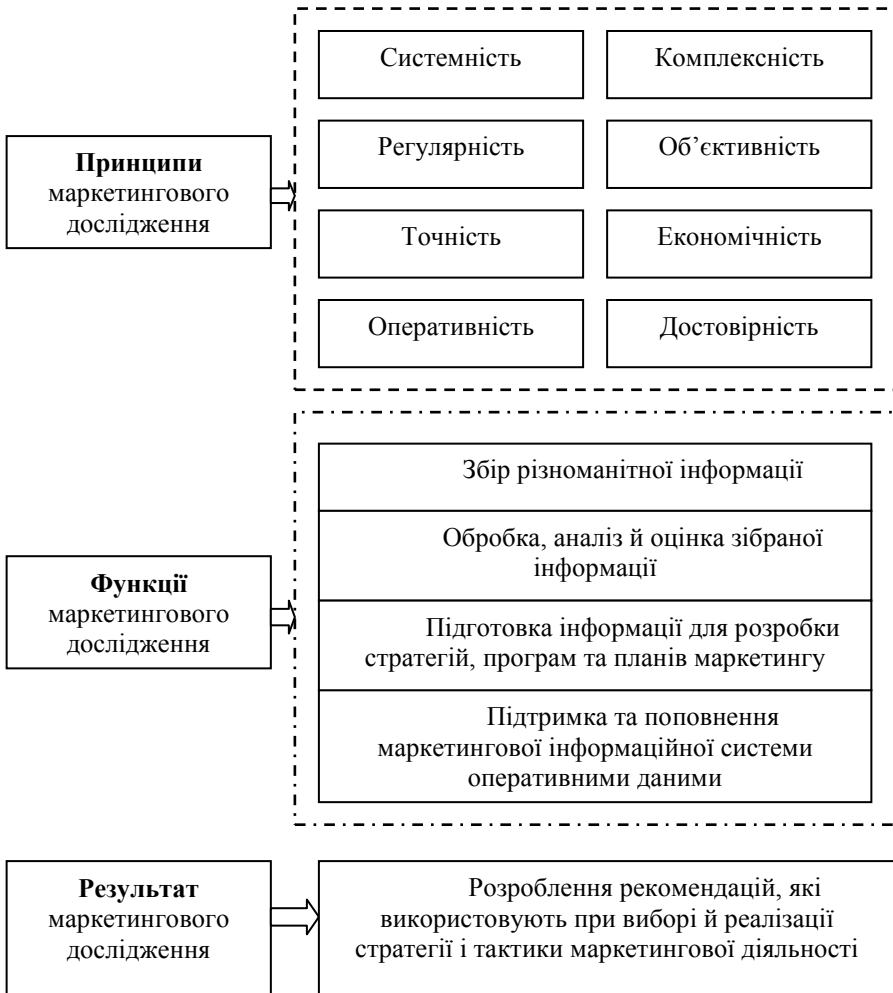 Принципи
маркетингового
дослідження
Системність
Комплексність
Регулярність
Об’єктивність
Точність
Економічність
Оперативність
Достовірність
Функції
маркетингового
дослідження
Збір різноманітної інформації
Обробка, аналіз й оцінка зібраної
інформації
Підготовка інформації для розробки
стратегій, програм та планів маркетингу
Підтримка та поповнення
маркетингової інформаційної системи
оперативними даними
Результат
маркетингового
дослідження
Розроблення рекомендацій, які
використовують при виборі й реалізації
стратегії і тактики маркетингової діяльності